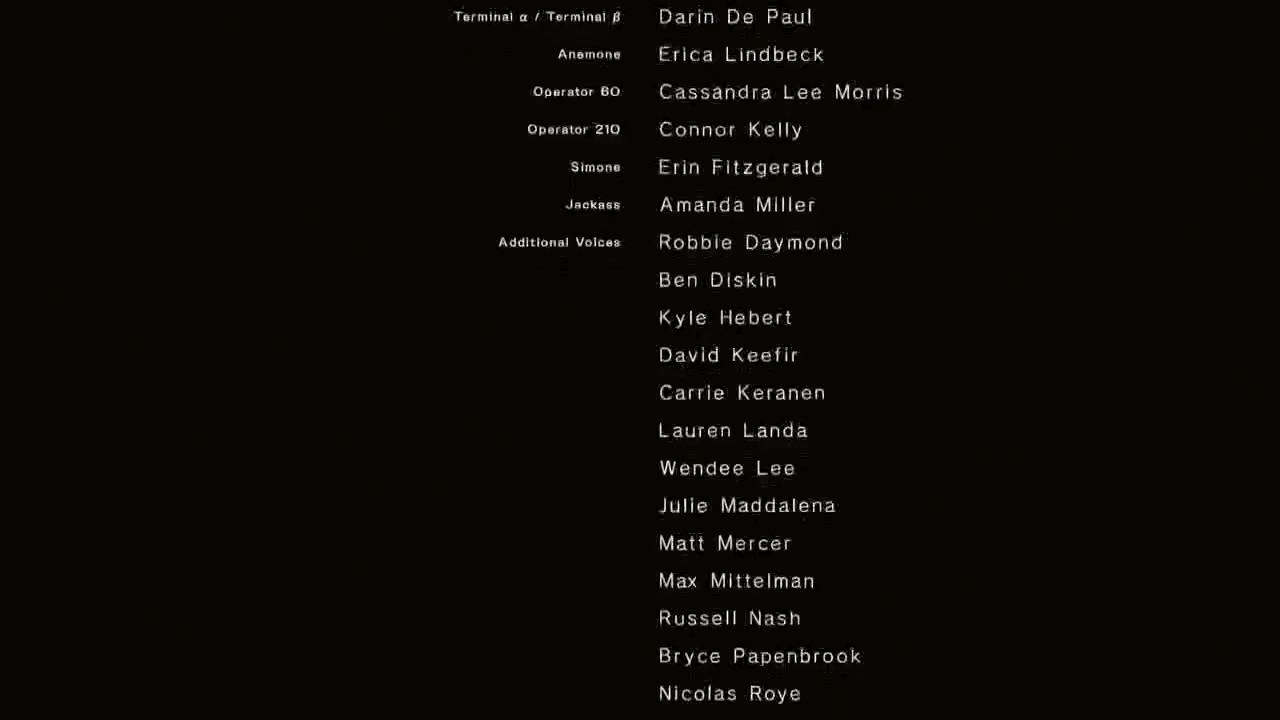 Terminal α / Terminal β Darin De Paul
Anemone Erica Lindbeck
Operator 6O Cassandra Lee Morris
Operator 21O Connor Kelly
Simone Erin Fitzgerald
Jackass Amanda Miller
Additional Voices Robbie Daymond
Ben Diskin
Kyle Hebert
David Keefir
Carrie Keranen
Lauren Landa
Wendee Lee
Julie Maddalena
Matt Mercer
Max Mittelman
Russell Nash
Bryce Papenbrook
Nicolas Roye